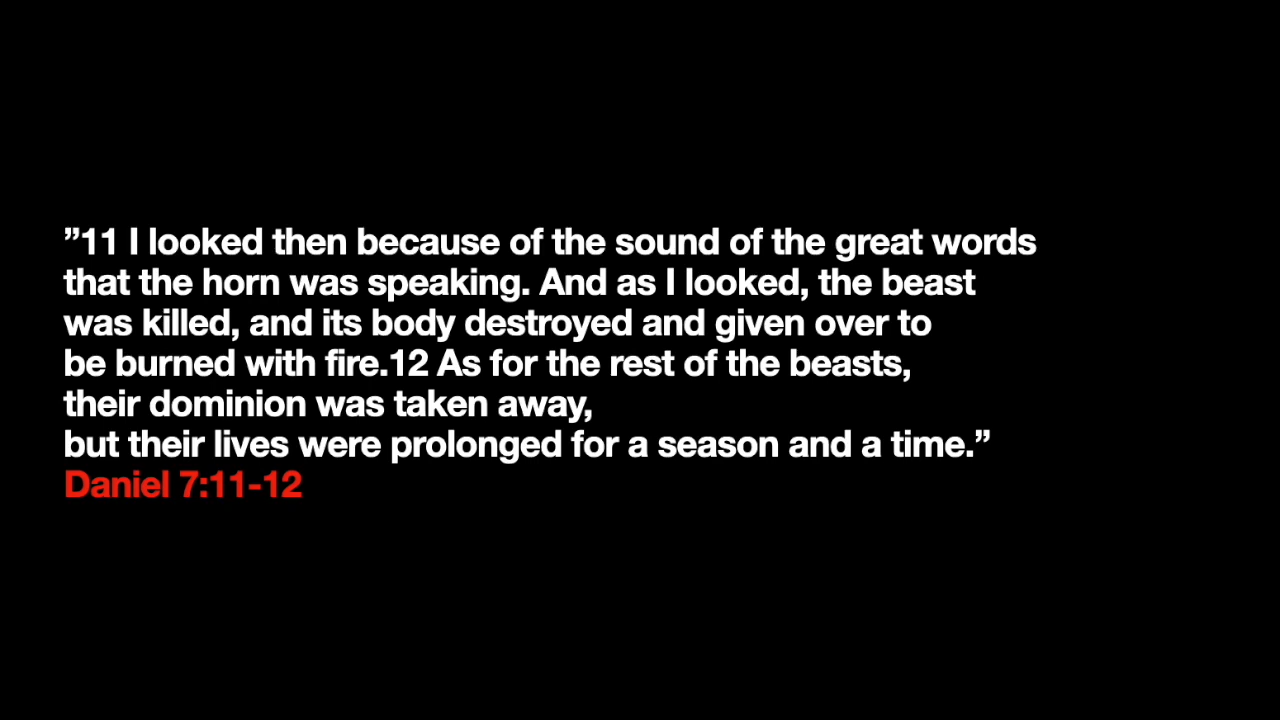 ”11 I looked then because of the sound of the great words
that the horn was speaking. And as I looked, the beast
was killed, and its body destroyed and given over to
be burned with fire.12 As for the rest of the beasts,
their dominion was taken away,
but their lives were prolonged for a season and a time.”
Daniel 7:11-12